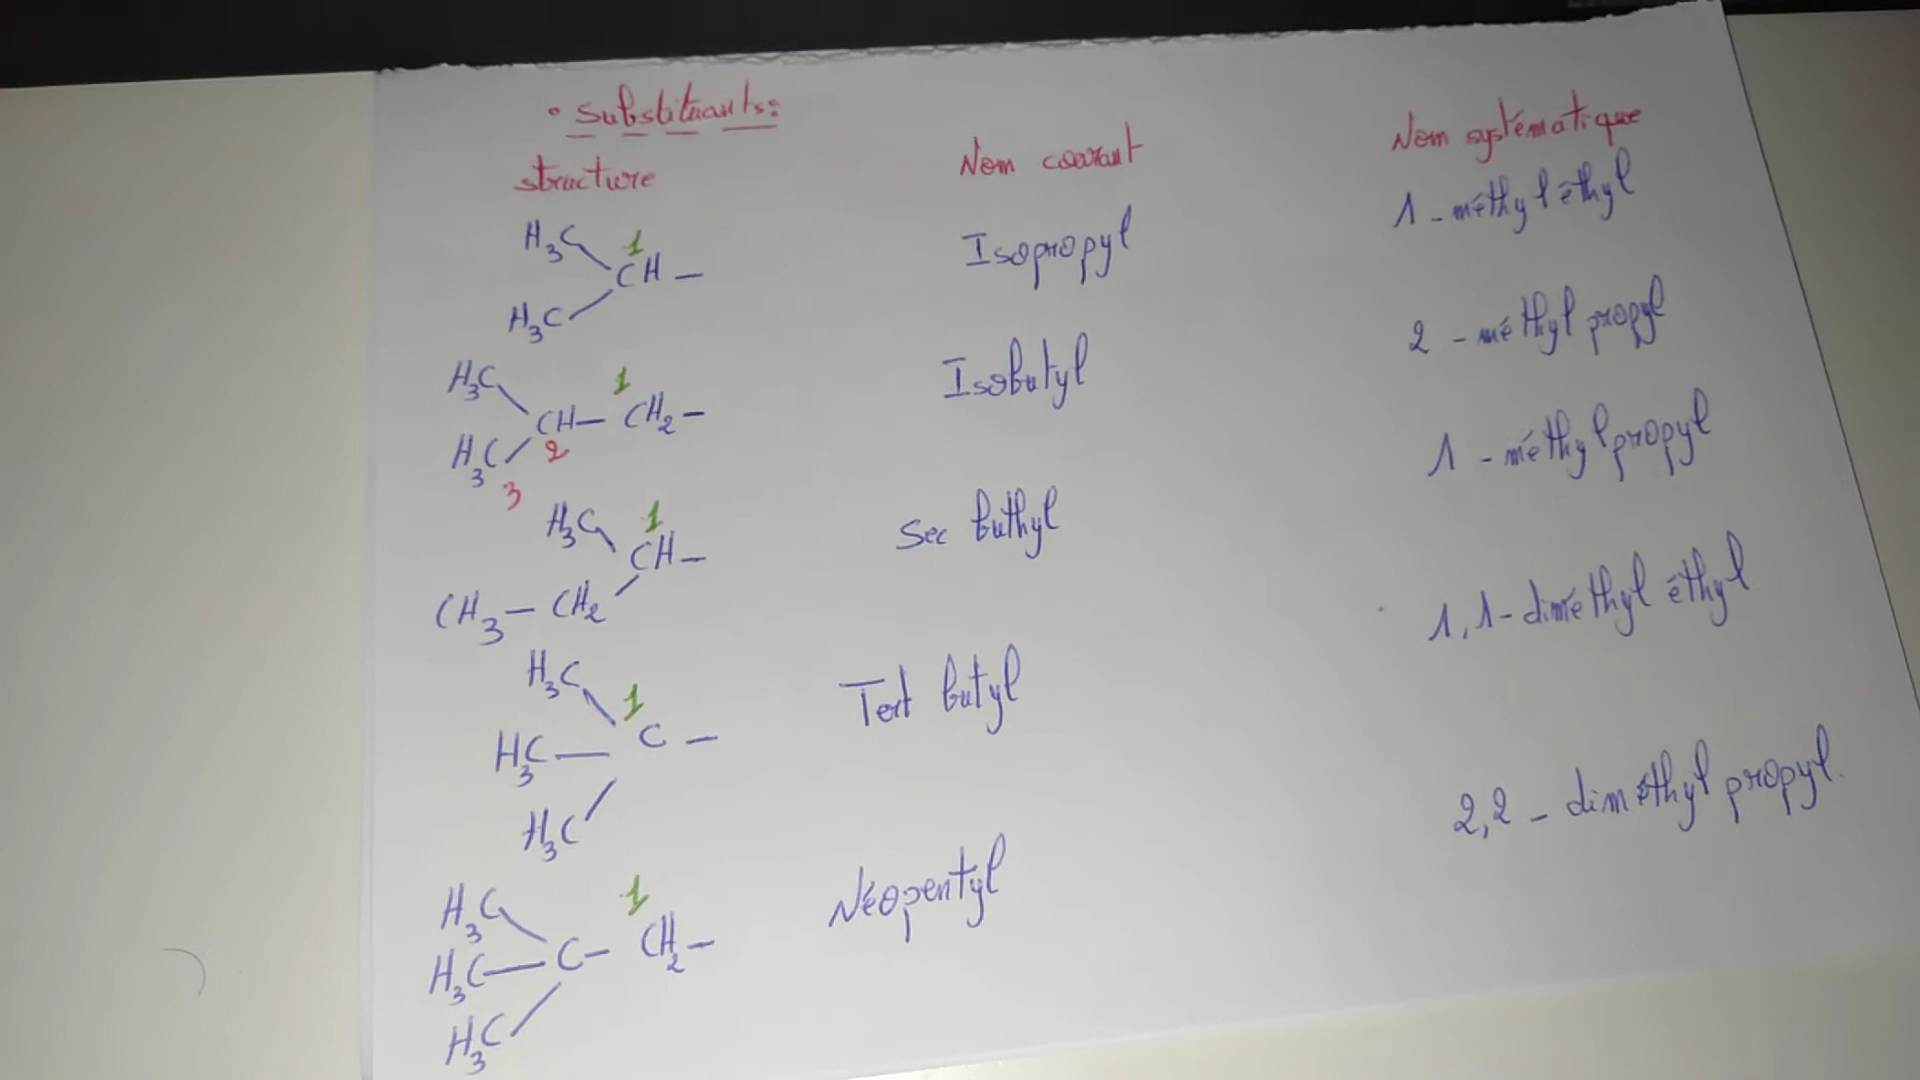 • Substituants:
structure Nom courant Nom systématique
H3C
1
CH - Isopropyl 1 - méthyl éthyl
H3C
H3C
1
CH - CH2 - Isobutyl 2 - méthyl propyl
H3C 2
3
H3C
1
CH - Sec buthyl 1 - méthyl propyl
CH3 - CH2
H3C
1
H3C - C - Tert butyl 1,1 - diméthyl éthyl
H3C
H3C
1
H3C - C - CH2 - Néopentyl 2,2 - diméthyl propyl.
H3C